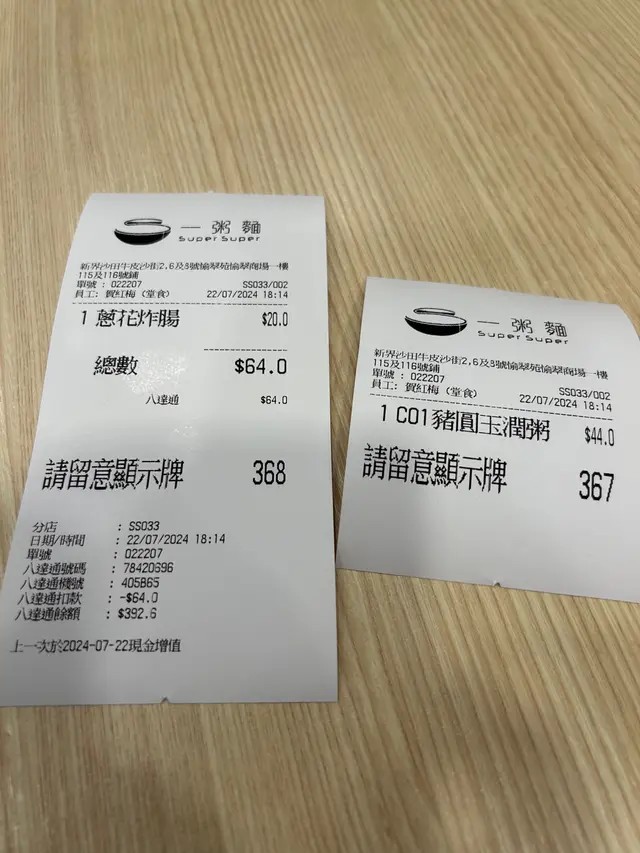 一粥麵
Super Super
新界沙田牛皮沙街2,6及8號愉翠苑愉翠商場一樓
115及116號鋪
單號 : 022207 SS033/002
員工: 賀紅梅 (堂食) 22/07/2024 18:14
1 蔥花炸腸 $20.0
總數 $64.0
八達通 $64.0
請留意顯示牌 368
分店 : SS033
日期/時間 : 22/07/2024 18:14
單號 : 022207
八達通號碼 : 78420696
八達通機號 : 405B65
八達通扣款 : -$64.0
八達通餘額 : $392.6
上一次於2024-07-22現金增值
一粥麵
Super Super
新界沙田牛皮沙街2,6及8號愉翠苑愉翠商場一樓
115及116號鋪
單號 : 022207 SS033/002
員工: 賀紅梅 (堂食) 22/07/2024 18:14
1 C01豬圓玉潤粥 $44.0
請留意顯示牌 367